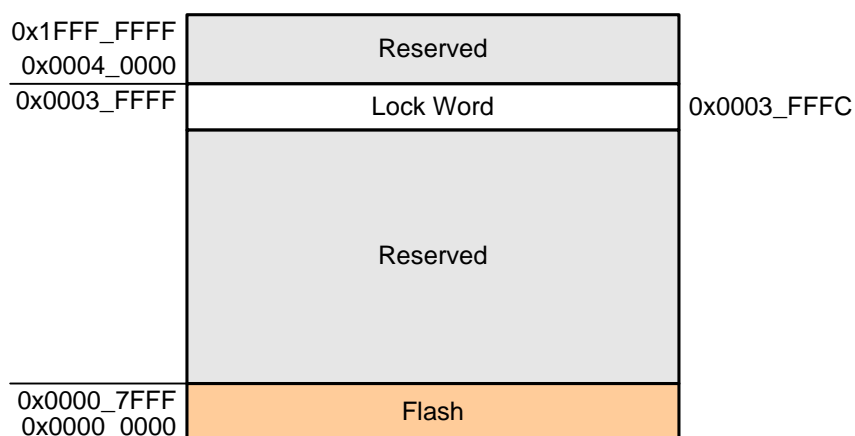 0x1FFF_FFFF
Reserved
0x0004_0000
0x0003_FFFF
Lock Word
0x0003_FFFC
Reserved
0x0000_7FFF
Flash
0x0000_0000